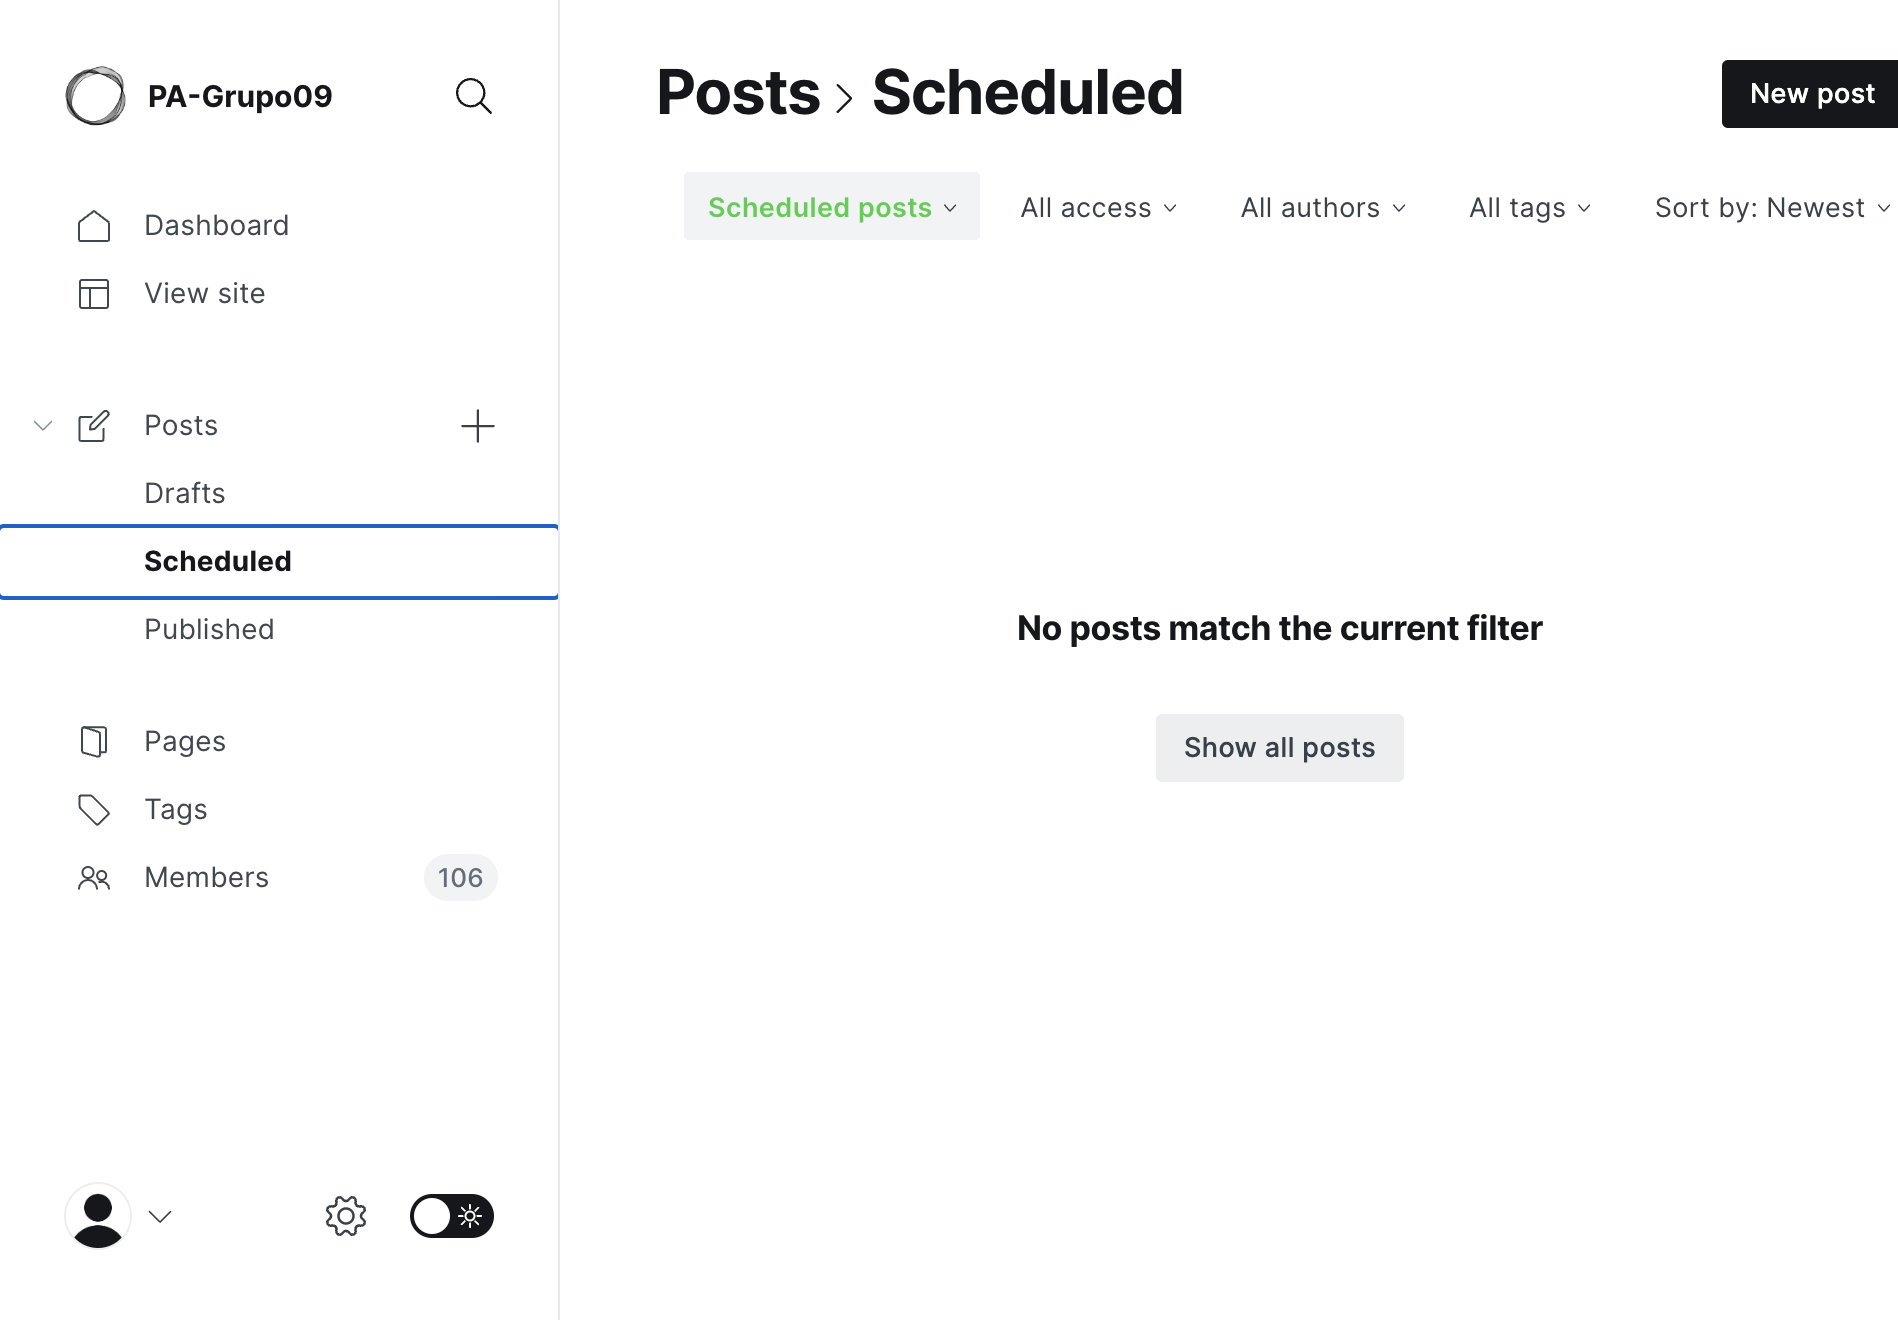 PA-Grupo09
Dashboard
View site
Posts
Drafts
Scheduled
Published
Pages
Tags
Members 106
Posts > Scheduled
New post
Scheduled posts
All access
All authors
All tags
Sort by: Newest
No posts match the current filter
Show all posts